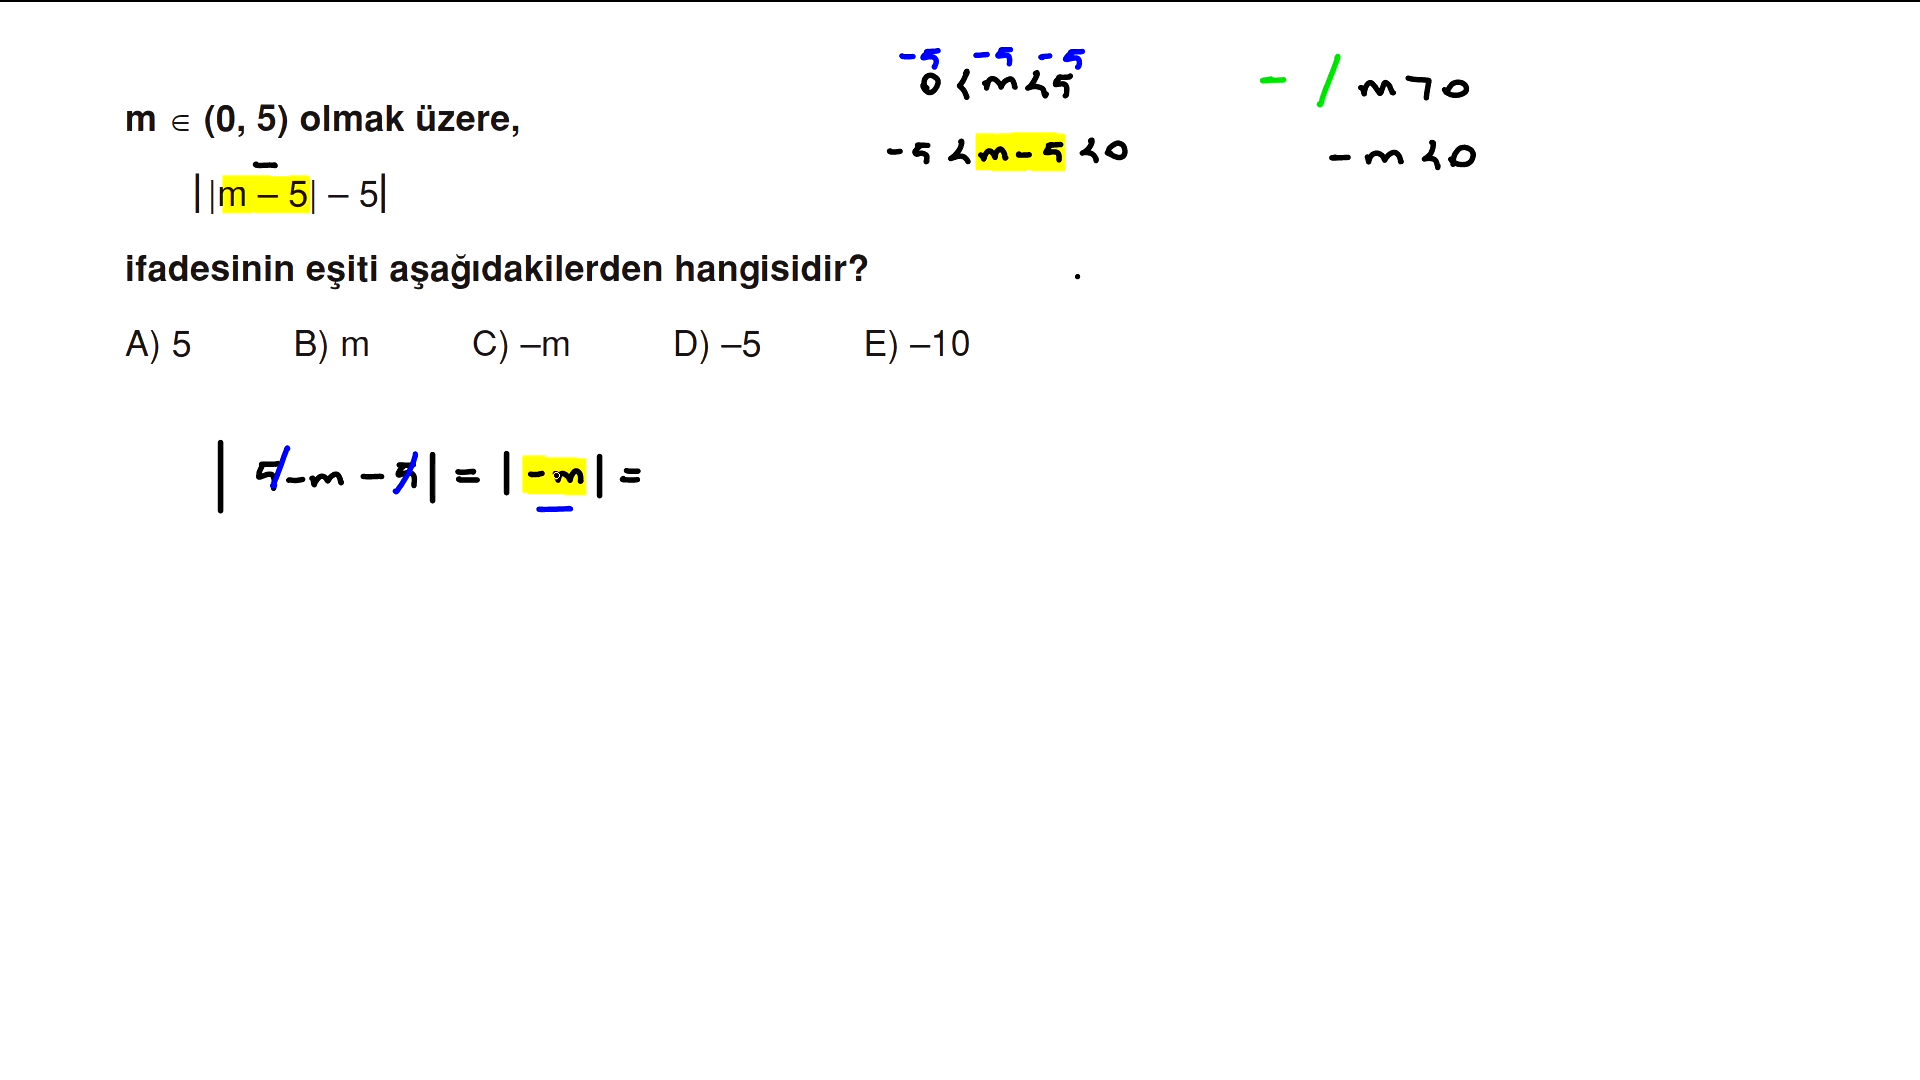 -5 -5 -5
0 < m < 5
-5 < m - 5 < 0
- / m > 0
- m < 0
m ∈ (0, 5) olmak üzere,
-
||m – 5| – 5|
ifadesinin eşiti aşağıdakilerden hangisidir?
A) 5 B) m C) –m D) –5 E) –10
| 5 - m - 5 | = | - m | =